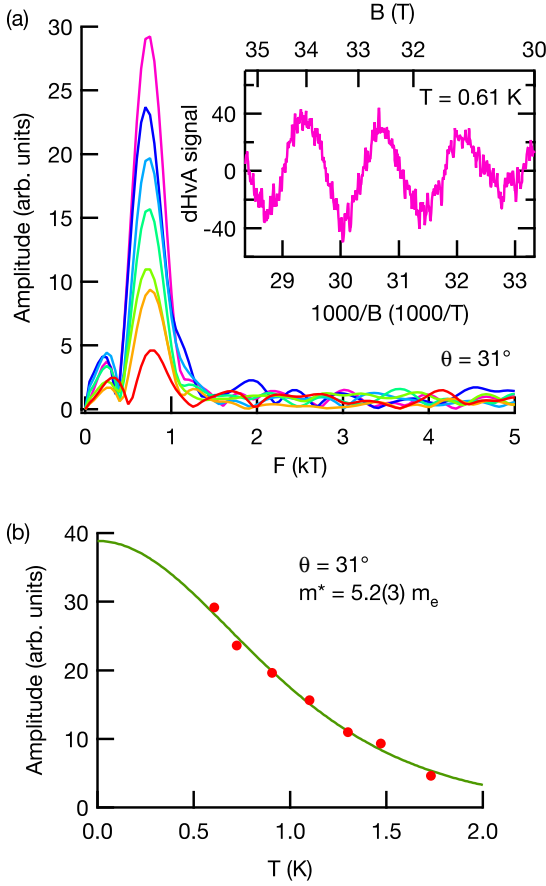 (a)
B (T)
35 34 33 32 30
T = 0.61 K
dHvA signal
40
0
-40
29 30 31 32 33
1000/B (1000/T)
Amplitude (arb. units)
30
25
20
15
10
5
0
θ = 31°
0 1 2 3 4 5
F (kT)
(b)
Amplitude (arb. units)
40
30
20
10
0
θ = 31°
m* = 5.2(3) me
0.0 0.5 1.0 1.5 2.0
T (K)